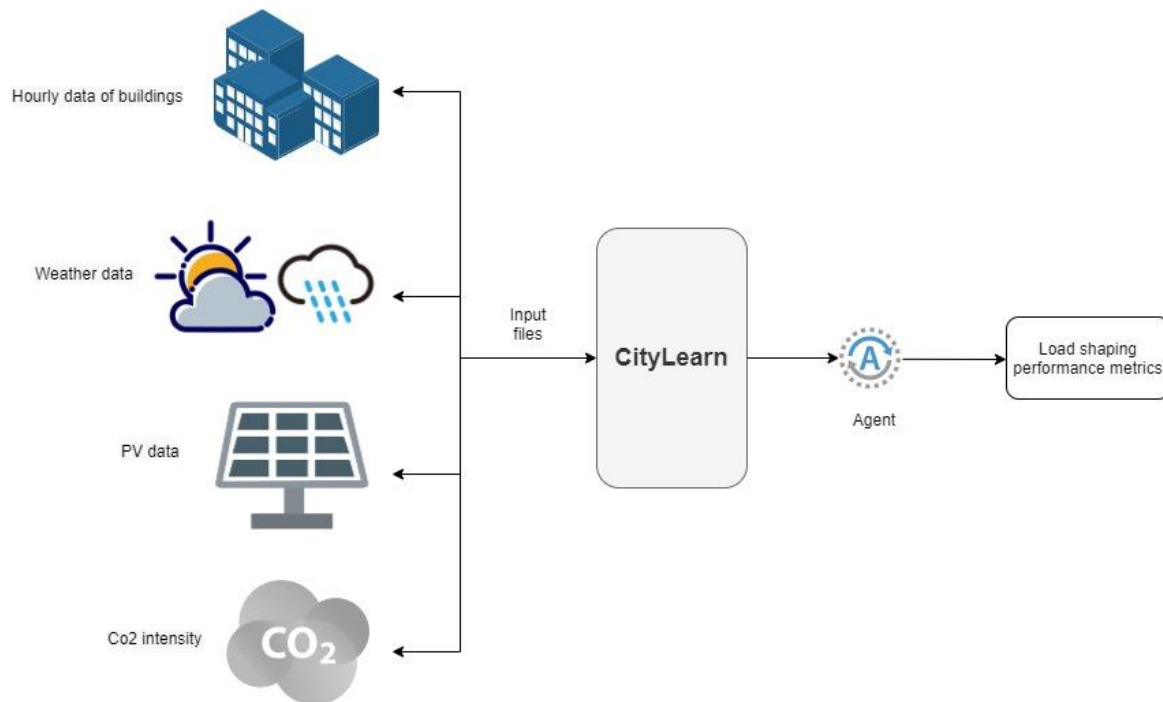 Hourly data of buildings
Weather data
PV data
Co2 intensity
CO₂
Input
files
CityLearn
A
Agent
Load shaping
performance metrics